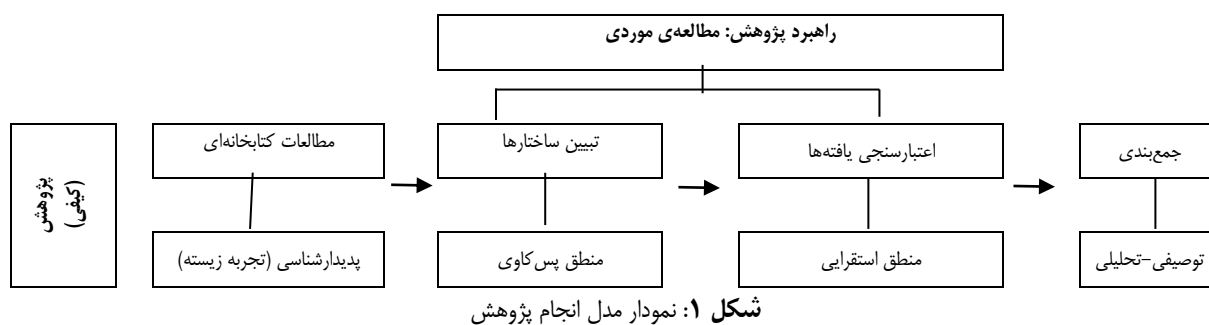 راهبرد پژوهش: مطالعه‌ی موردی
پژوهش
(کیفی)
مطالعات کتابخانه‌ای
تبیین ساختارها
اعتبارسنجی یافته‌ها
جمع‌بندی
پدیدارشناسی (تجربه زیسته)
منطق پس‌کاوی
منطق استقرایی
توصیفی-تحلیلی
شکل ۱: نمودار مدل انجام پژوهش